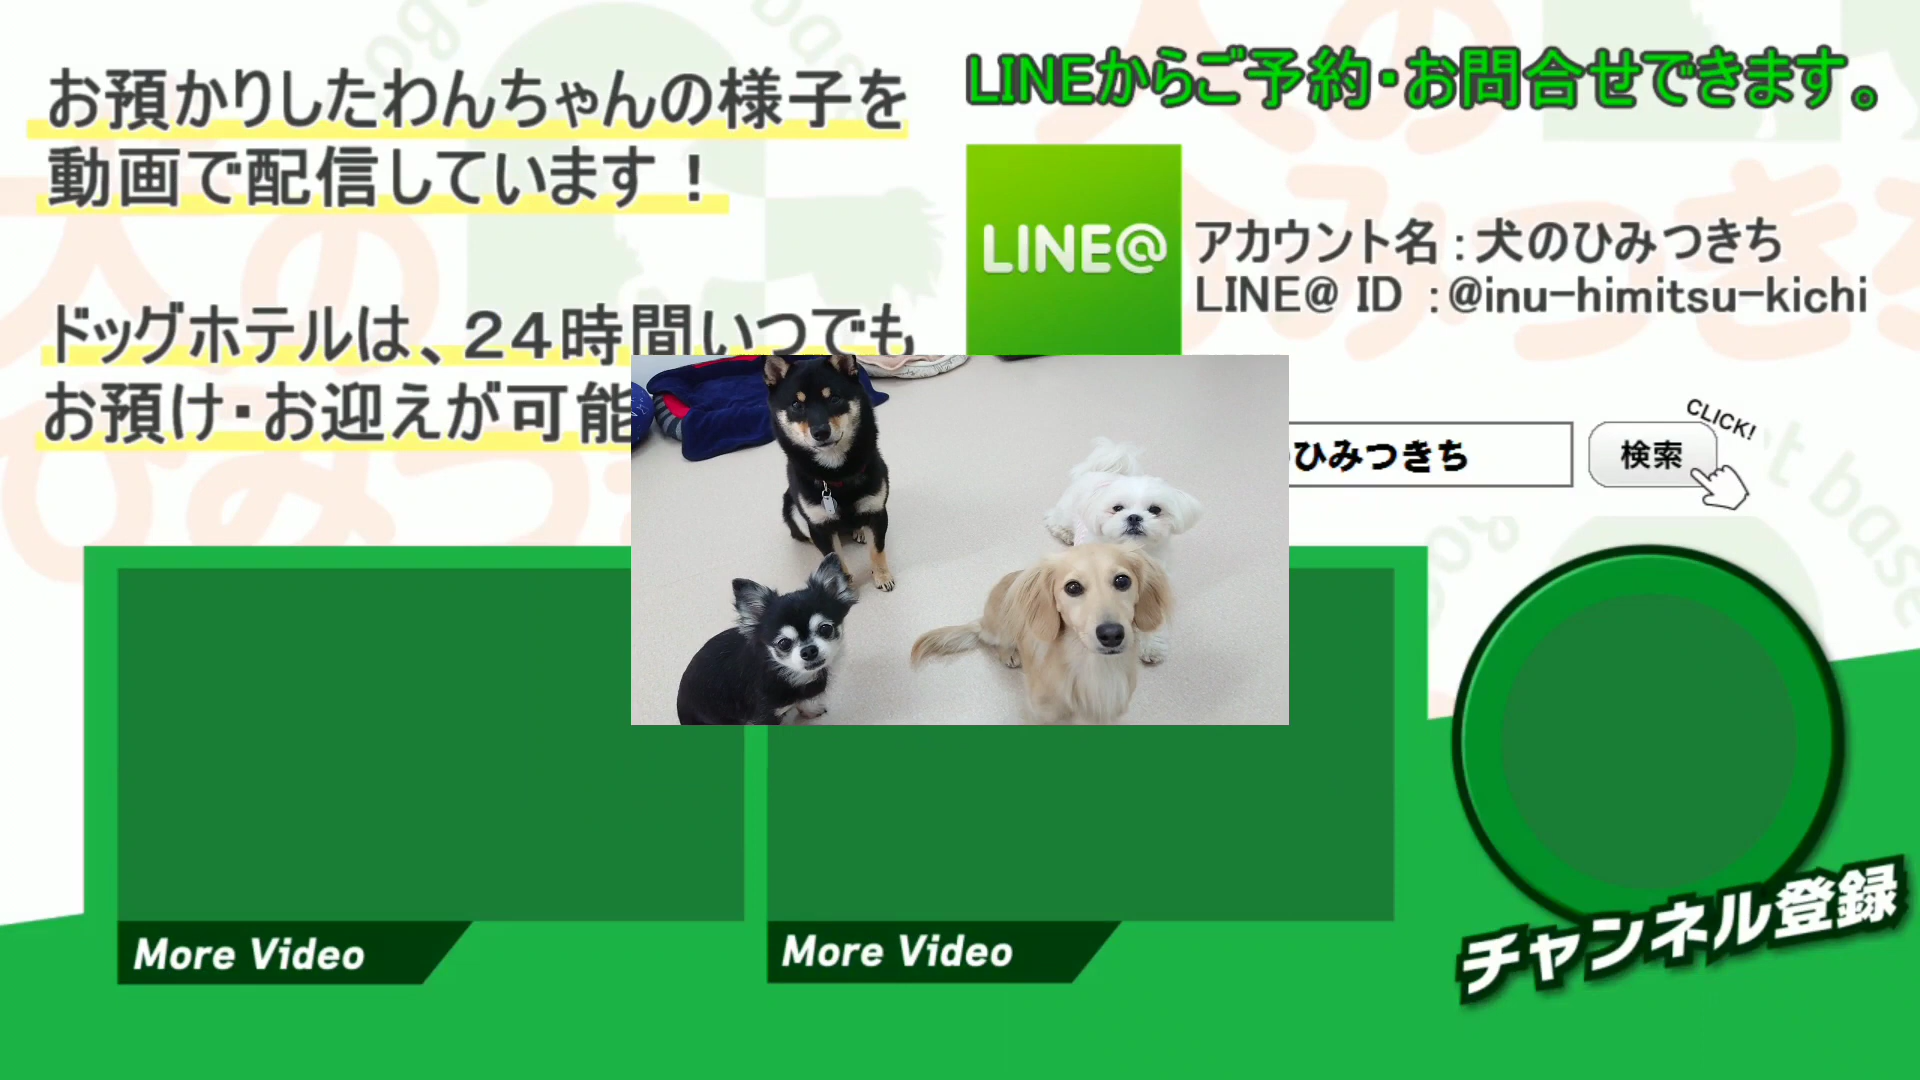 お預かりしたわんちゃんの様子を
動画で配信しています！
ドッグホテルは、24時間いつでも
お預け・お迎えが可能
LINEからご予約・お問合せできます。
LINE@
アカウント名：犬のひみつきち
LINE@ ID ：@inu-himitsu-kichi
ひみつきち
検索
CLICK!
More Video
More Video
チャンネル登録